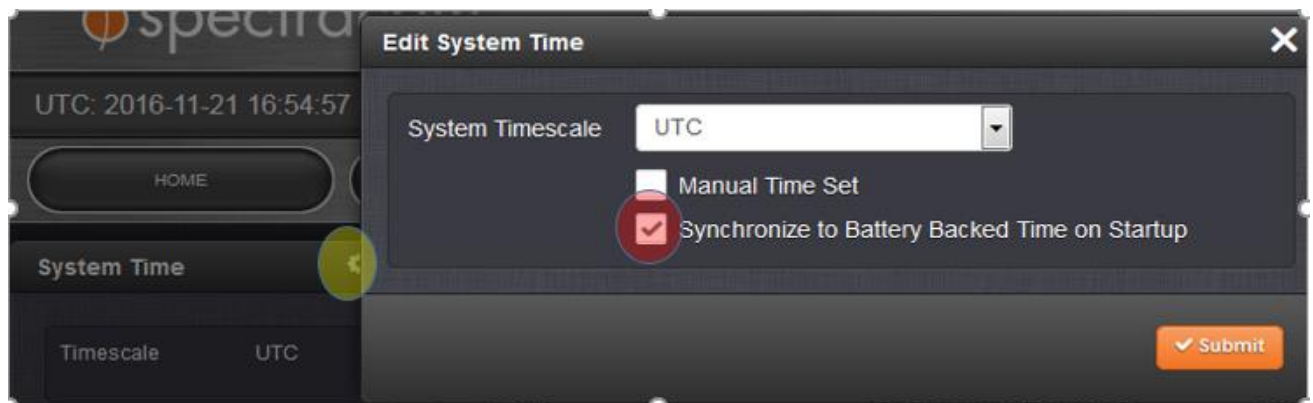 Edit System Time
UTC: 2016-11-21 16:54:57
System Timescale
UTC
HOME
Manual Time Set
Synchronize to Battery Backed Time on Startup
System Time
Timescale
UTC
Submit